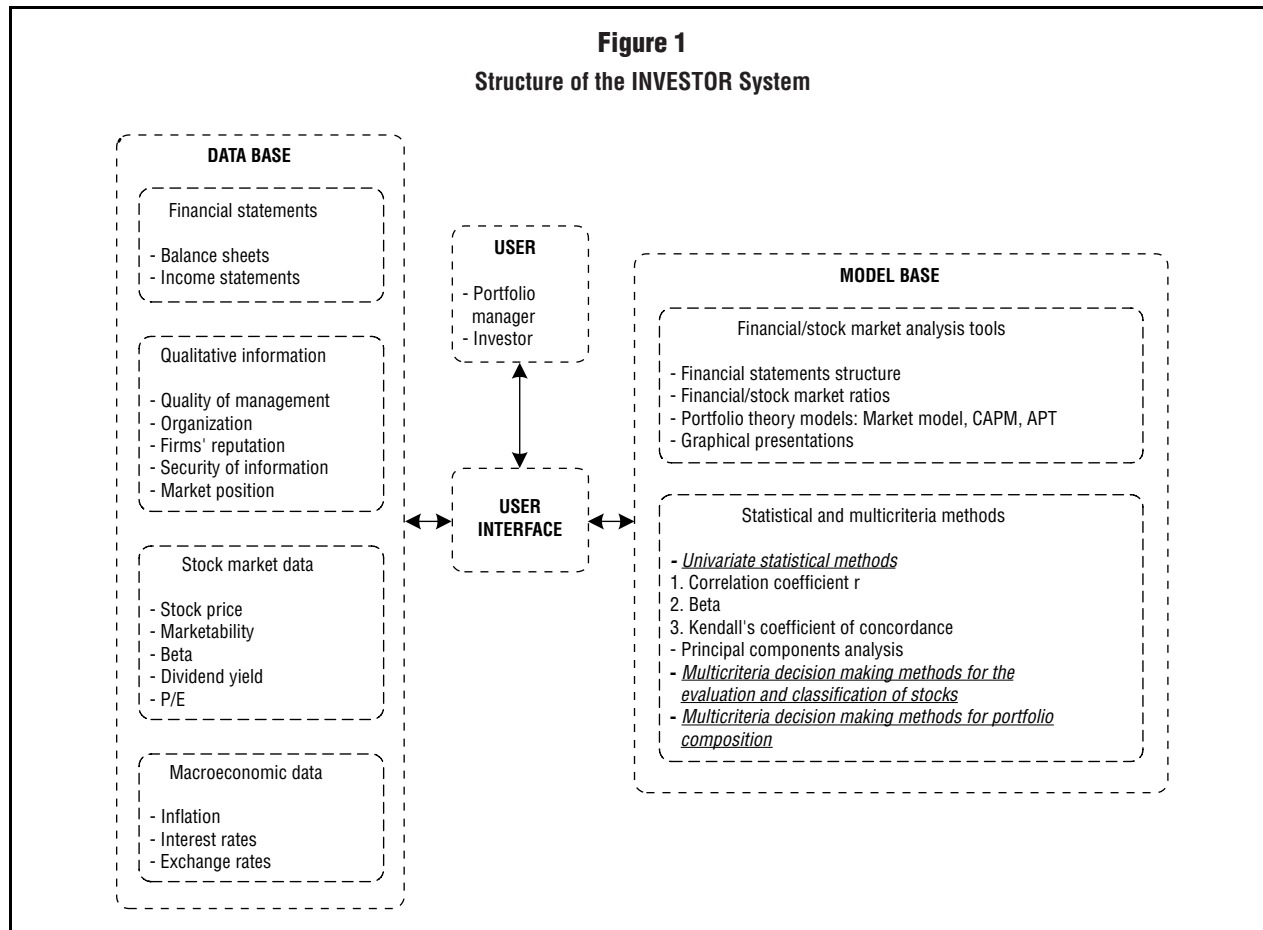 Figure 1
Structure of the INVESTOR System
DATA BASE
Financial statements
- Balance sheets
- Income statements
Qualitative information
- Quality of management
- Organization
- Firms' reputation
- Security of information
- Market position
Stock market data
- Stock price
- Marketability
- Beta
- Dividend yield
- P/E
Macroeconomic data
- Inflation
- Interest rates
- Exchange rates
USER
- Portfolio
manager
- Investor
USER
INTERFACE
MODEL BASE
Financial/stock market analysis tools
- Financial statements structure
- Financial/stock market ratios
- Portfolio theory models: Market model, CAPM, APT
- Graphical presentations
Statistical and multicriteria methods
- Univariate statistical methods
1. Correlation coefficient r
2. Beta
3. Kendall's coefficient of concordance
- Principal components analysis
- Multicriteria decision making methods for the
evaluation and classification of stocks
- Multicriteria decision making methods for portfolio
composition